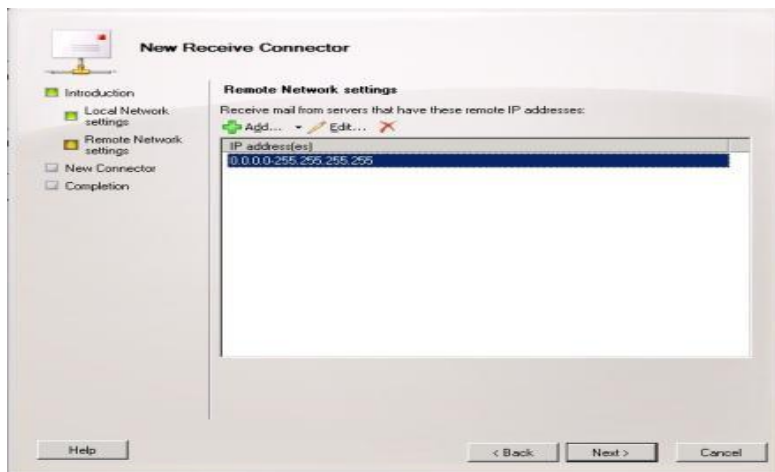 New Receive Connector
Introduction
Local Network
settings
Remote Network
settings
New Connector
Completion
Remote Network settings
Receive mail from servers that have these remote IP addresses:
Add...
Edit...
IP address(es)
0.0.0.0-255.255.255.255
Help
< Back
Next >
Cancel